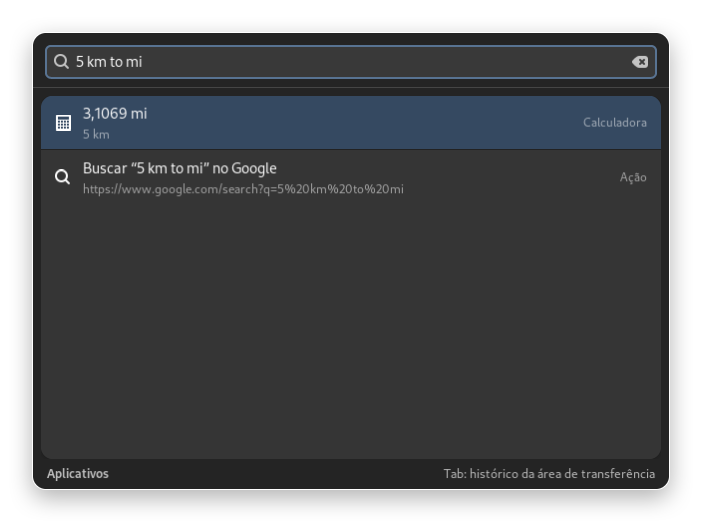 5 km to mi
3,1069 mi
5 km
Calculadora
Buscar “5 km to mi” no Google
https://www.google.com/search?q=5%20km%20to%20mi
Ação
Aplicativos
Tab: histórico da área de transferência